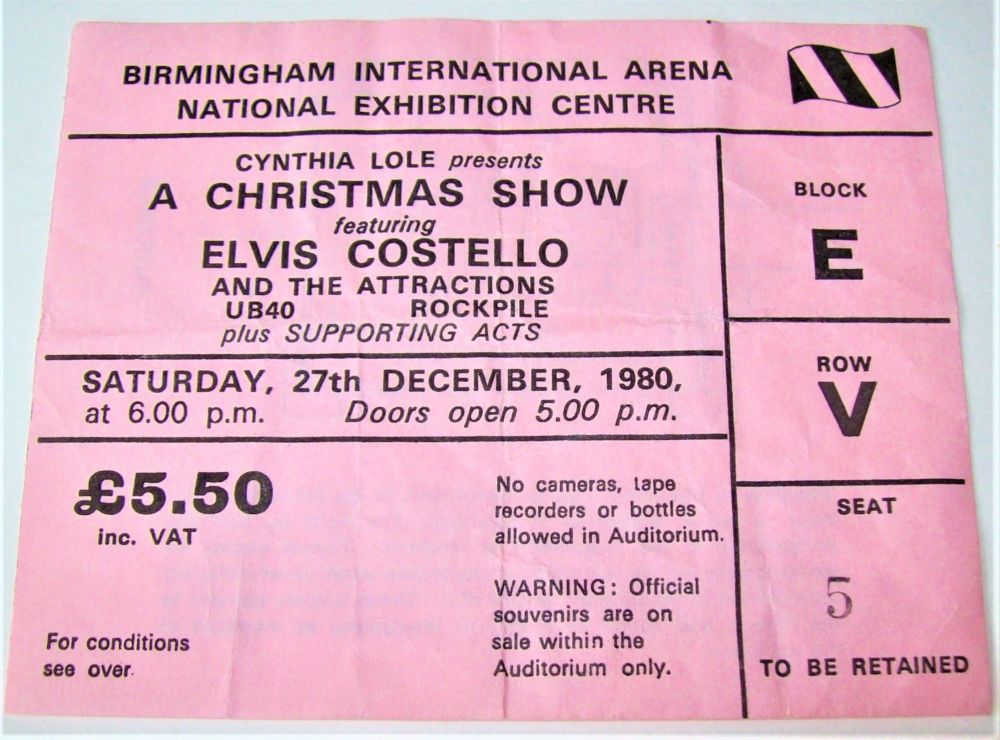 BIRMINGHAM INTERNATIONAL ARENA
NATIONAL EXHIBITION CENTRE
CYNTHIA LOLE presents
A CHRISTMAS SHOW
featuring
ELVIS COSTELLO
AND THE ATTRACTIONS
UB40 ROCKPILE
plus SUPPORTING ACTS
SATURDAY, 27th DECEMBER, 1980,
at 6.00 p.m. Doors open 5.00 p.m.
£5.50
inc. VAT
For conditions
see over.
No cameras, tape
recorders or bottles
allowed in Auditorium.
WARNING: Official
souvenirs are on
sale within the
Auditorium only.
BLOCK
E
ROW
V
SEAT
5
TO BE RETAINED